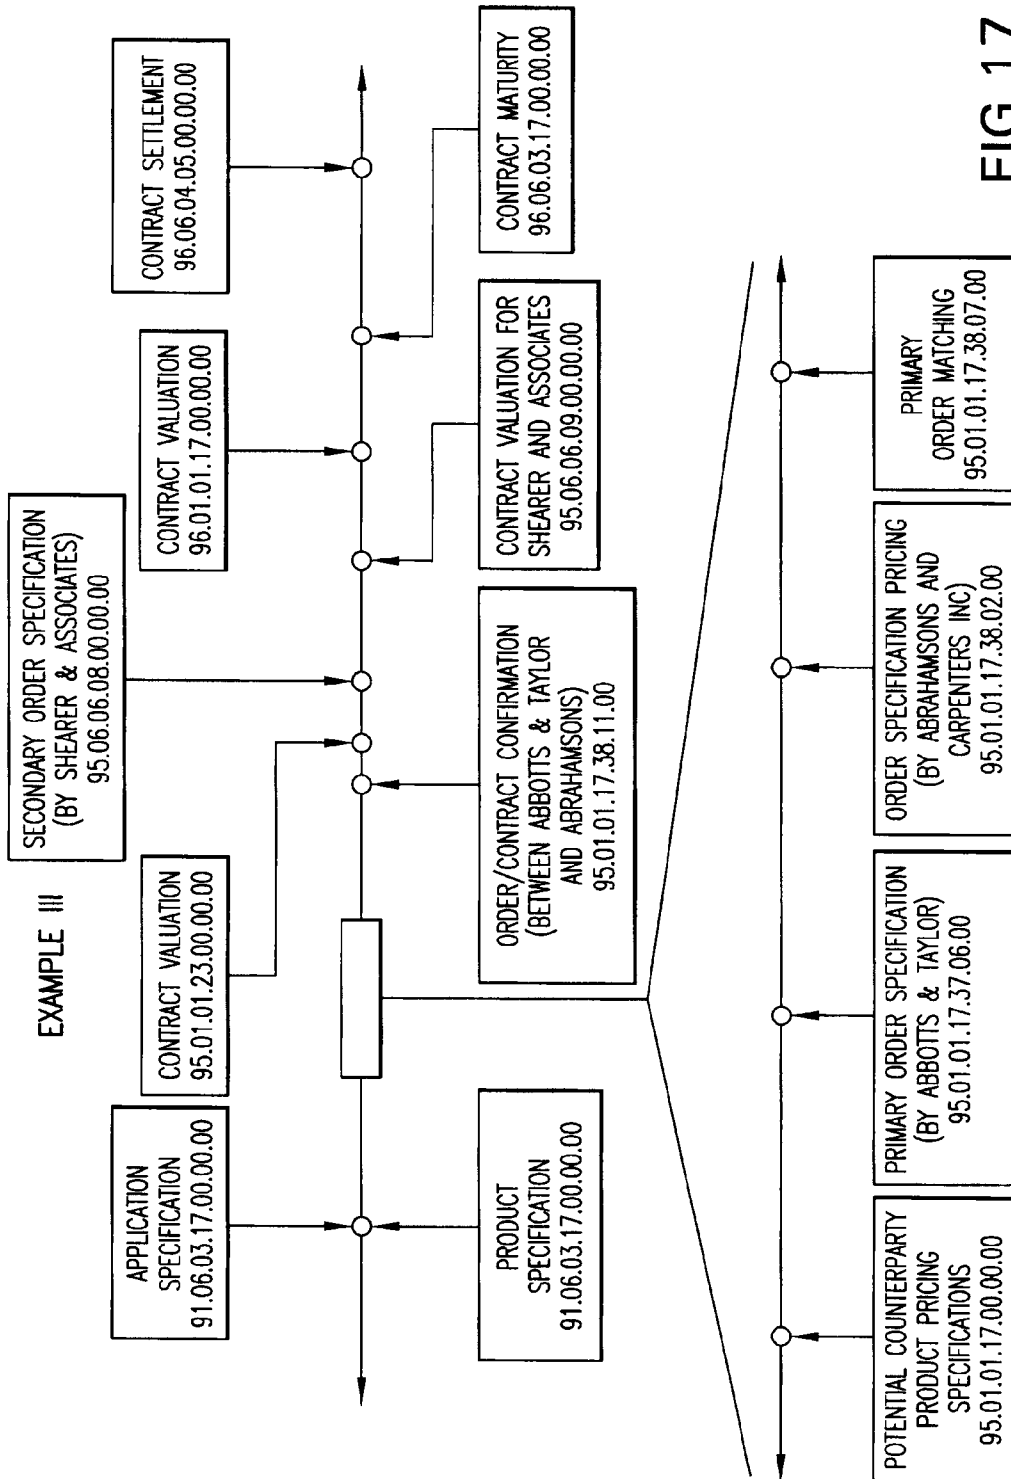 EXAMPLE III
SECONDARY ORDER SPECIFICATION
(BY SHEARER & ASSOCIATES)
95.06.06.08.00.00.00
APPLICATION
SPECIFICATION
91.06.03.17.00.00.00
CONTRACT VALUATION
95.01.01.23.00.00.00
CONTRACT VALUATION
96.01.01.17.00.00.00
CONTRACT SETTLEMENT
96.06.04.05.00.00.00
PRODUCT
SPECIFICATION
91.06.03.17.00.00.00
ORDER/CONTRACT CONFIRMATION
(BETWEEN ABBOTTS & TAYLOR
AND ABRAHAMSONS)
95.01.01.17.38.11.00
CONTRACT VALUATION FOR
SHEARER AND ASSOCIATES
95.06.06.09.00.00.00
CONTRACT MATURITY
96.06.03.17.00.00.00
POTENTIAL COUNTERPARTY
PRODUCT PRICING
SPECIFICATIONS
95.01.01.17.00.00.00
PRIMARY ORDER SPECIFICATION
(BY ABBOTTS & TAYLOR)
95.01.01.17.37.06.00
ORDER SPECIFICATION PRICING
(BY ABRAHAMSONS AND
CARPENTERS INC)
95.01.01.17.38.02.00
PRIMARY
ORDER MATCHING
95.01.01.17.38.07.00
FIG.17